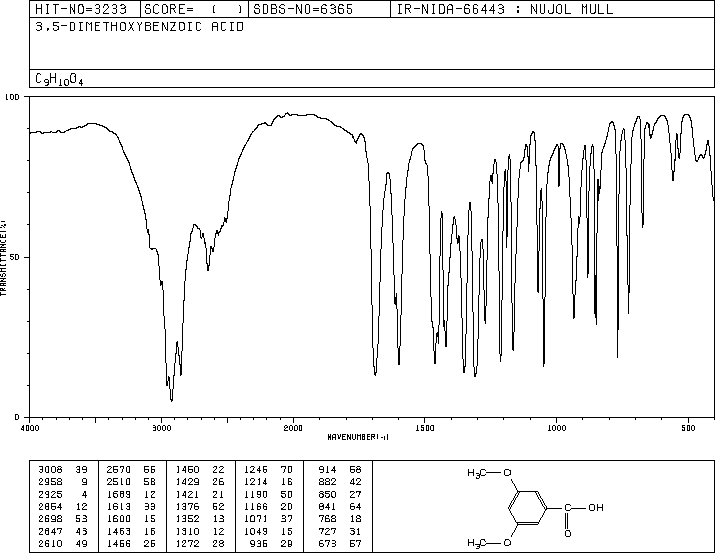 HIT-NO=3233 SCORE= ( ) SDBS-NO=6365 IR-NIDA-66443 : NUJOL MULL
3,5-DIMETHOXYBENZOIC ACID
C9H10O4
100
50
0
TRANSMITTANCE(%)
4000 3000 2000 1500 1000 500
WAVENUMBER(-1)
3008 39 2570 56 1450 22 1246 70 914 58
2958 9 2510 58 1429 26 1214 16 882 42
2925 4 1689 12 1421 21 1190 50 850 27
2854 12 1613 33 1376 52 1166 20 841 64
2698 53 1600 15 1352 13 1071 37 768 18
2647 43 1463 16 1310 12 1049 15 727 31
2610 49 1456 25 1272 28 935 29 673 57
H3C O
C OH
O
H3C O